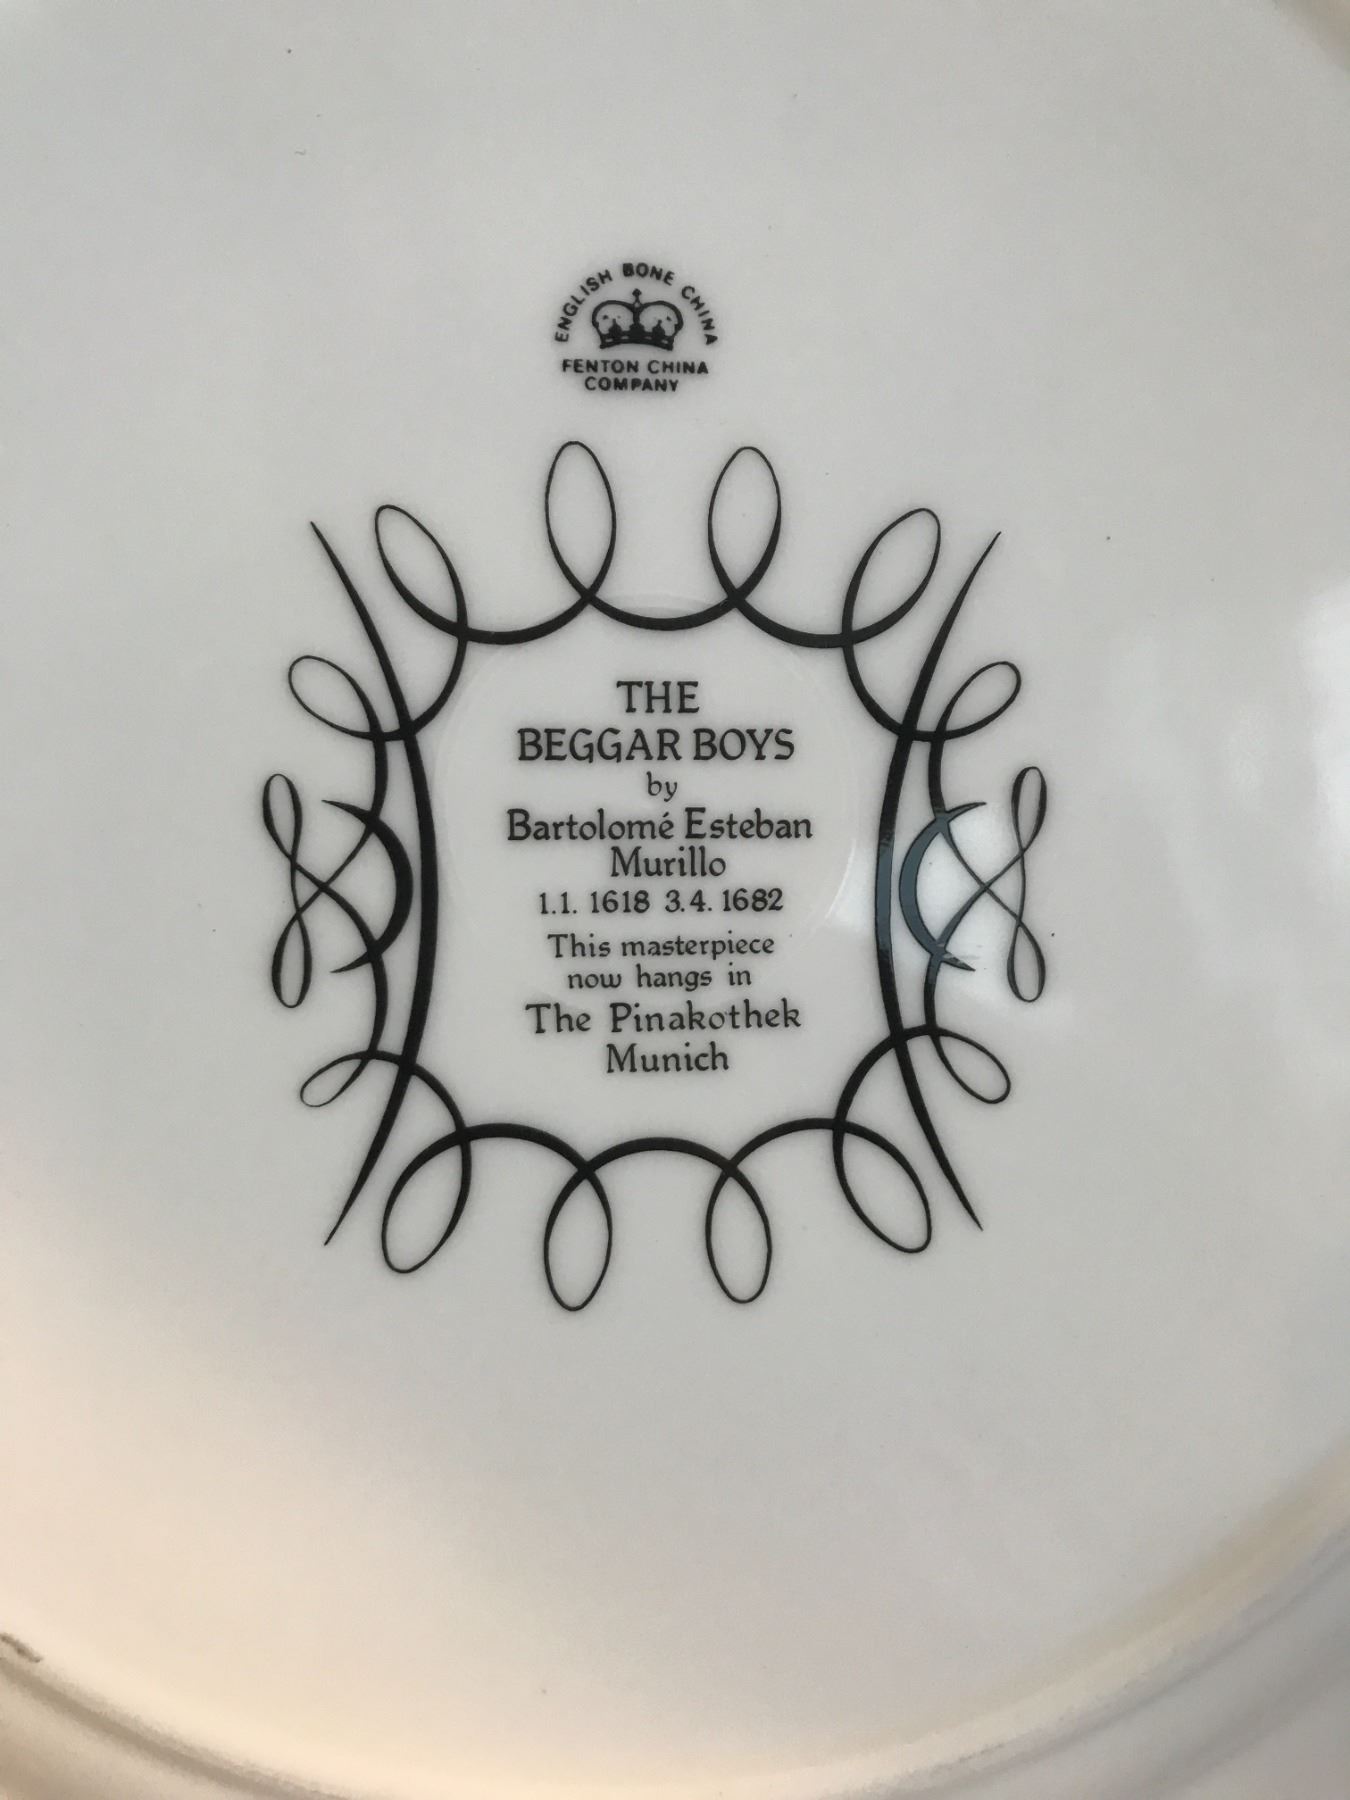 ENGLISH BONE CHINA
FENTON CHINA
COMPANY
THE
BEGGAR BOYS
by
Bartolomé Esteban
Murillo
1.1. 1618 3.4. 1682
This masterpiece
now hangs in
The Pinakothek
Munich